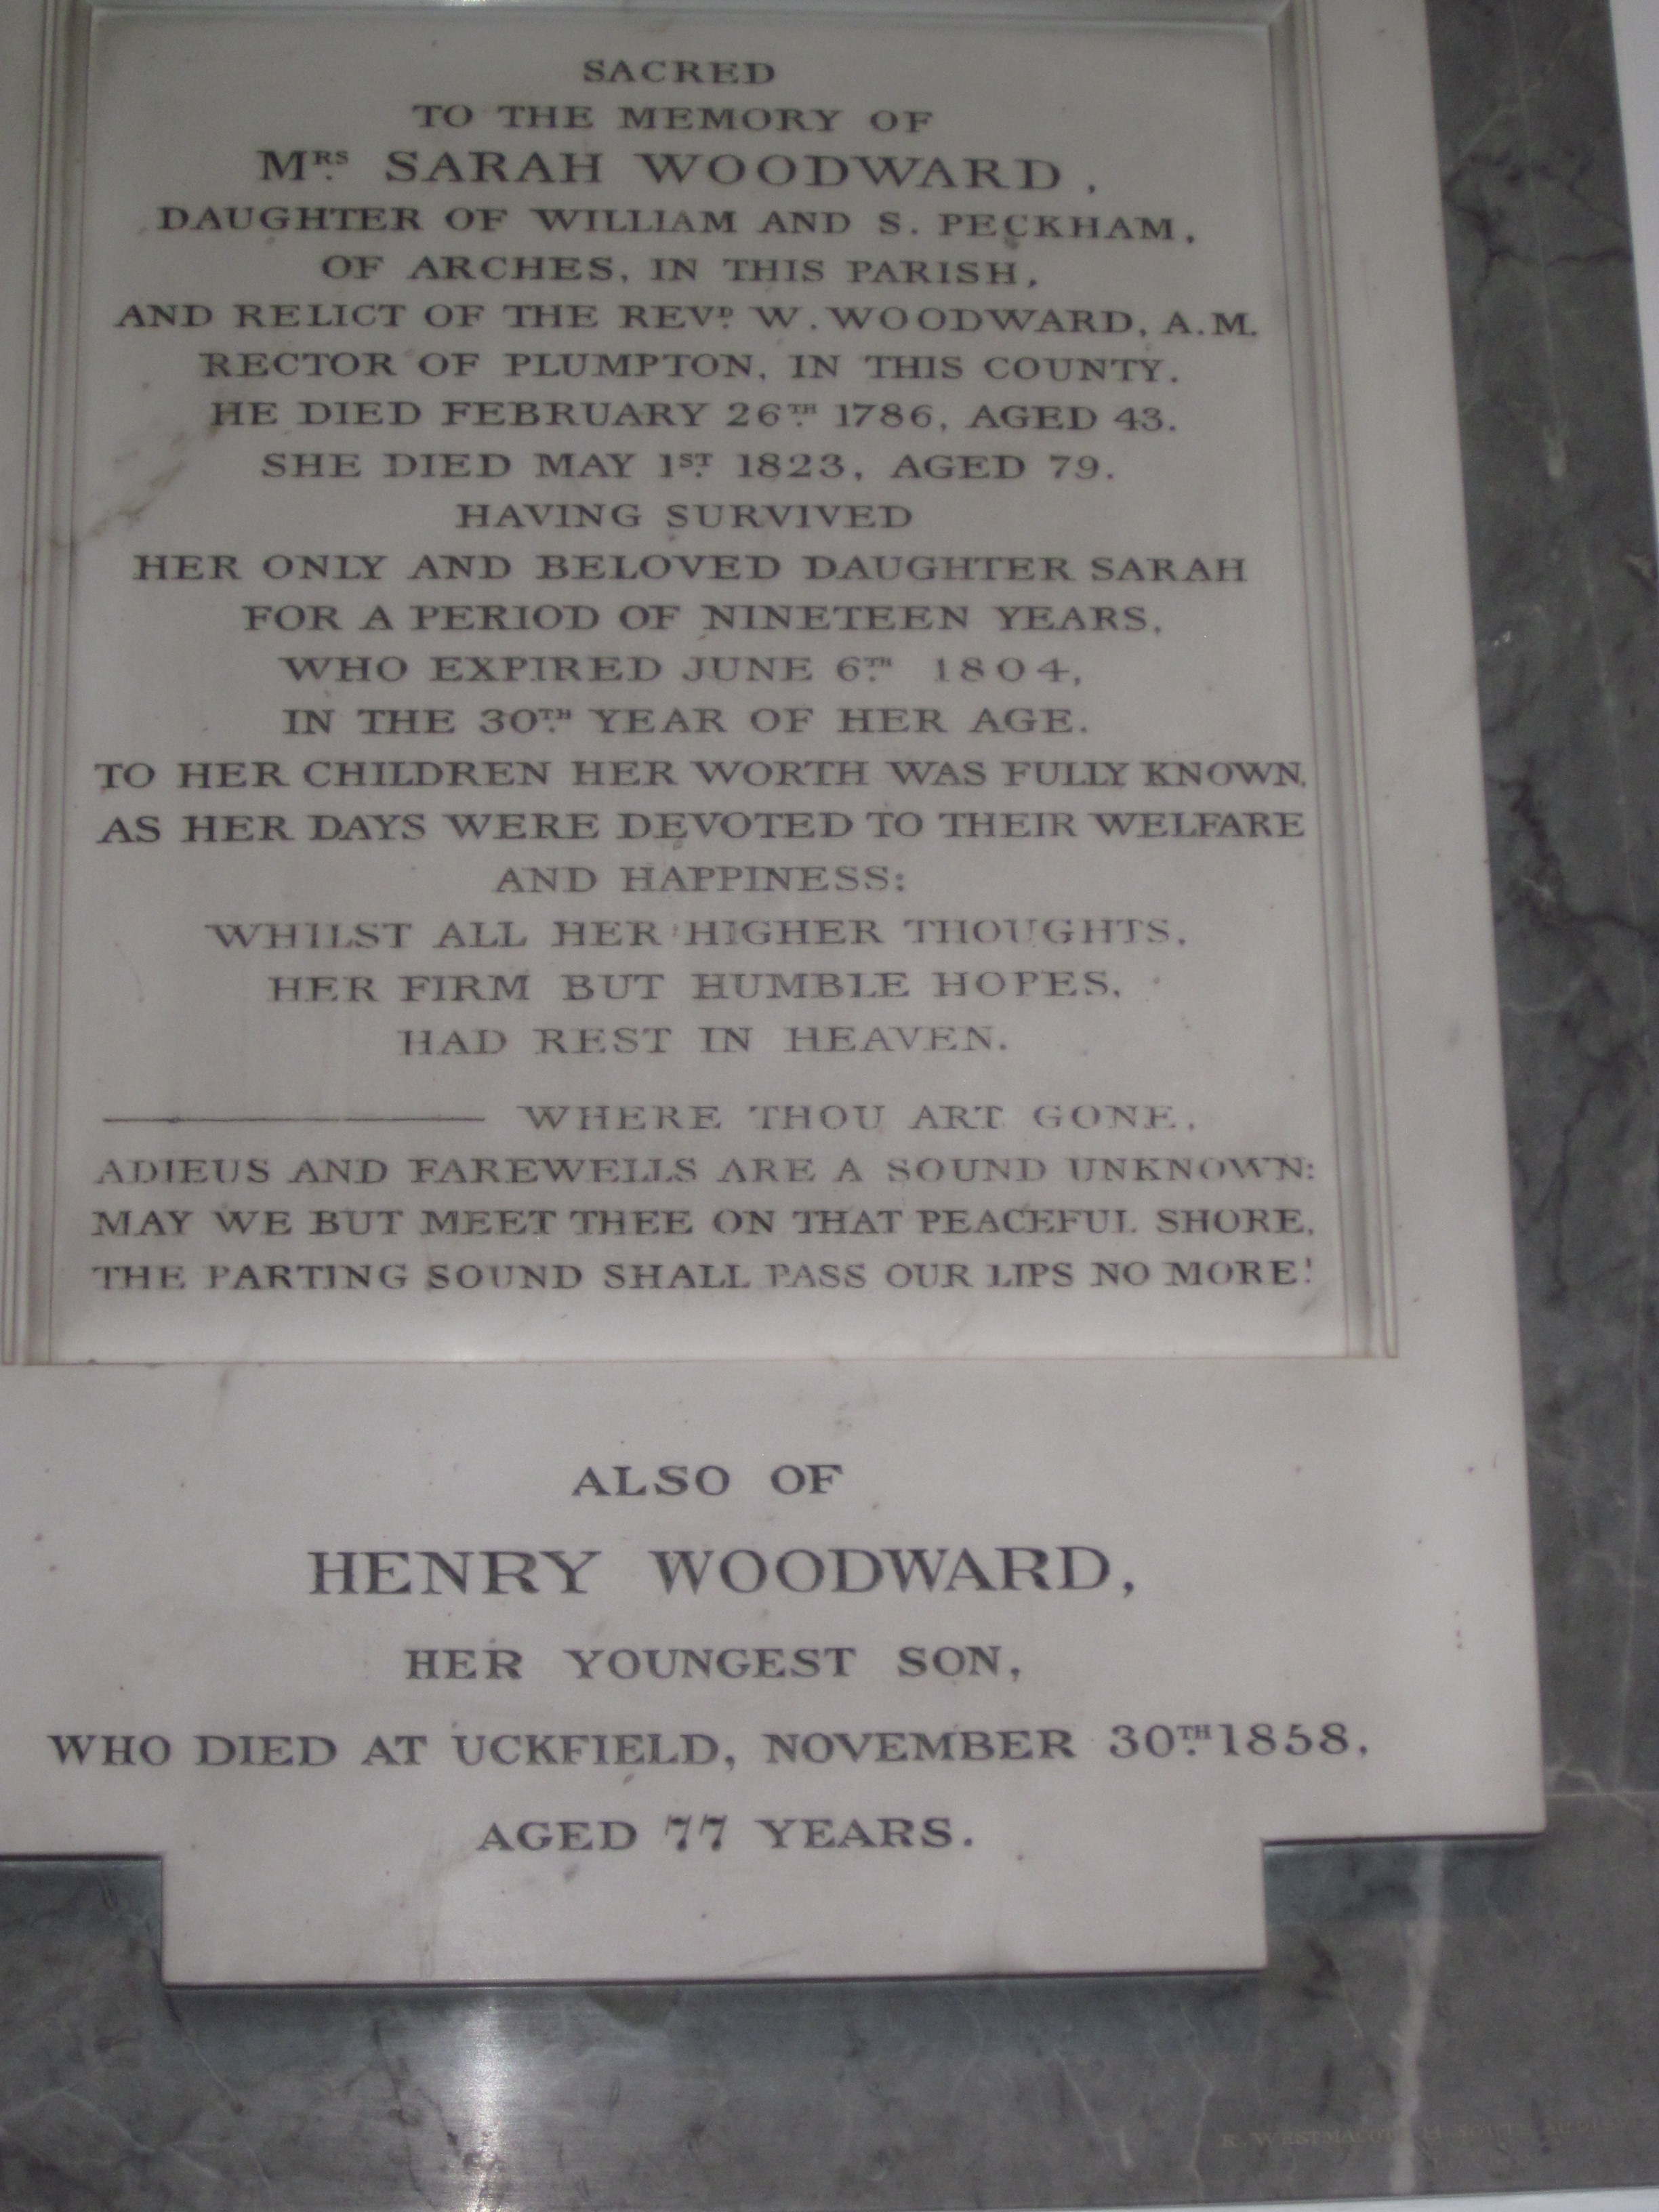 SACRED
TO THE MEMORY OF
MRS. SARAH WOODWARD,
DAUGHTER OF WILLIAM AND S. PECKHAM,
OF ARCHES, IN THIS PARISH,
AND RELICT OF THE REVD. W. WOODWARD, A.M.
RECTOR OF PLUMPTON, IN THIS COUNTY.
HE DIED FEBRUARY 26TH. 1786, AGED 43.
SHE DIED MAY 1ST. 1823, AGED 79.
HAVING SURVIVED
HER ONLY AND BELOVED DAUGHTER SARAH
FOR A PERIOD OF NINETEEN YEARS,
WHO EXPIRED JUNE 6TH. 1804,
IN THE 30TH. YEAR OF HER AGE.
TO HER CHILDREN HER WORTH WAS FULLY KNOWN,
AS HER DAYS WERE DEVOTED TO THEIR WELFARE
AND HAPPINESS:
WHILST ALL HER HIGHER THOUGHTS,
HER FIRM BUT HUMBLE HOPES,
HAD REST IN HEAVEN.
WHERE THOU ART GONE,
ADIEUS AND FAREWELLS ARE A SOUND UNKNOWN:
MAY WE BUT MEET THEE ON THAT PEACEFUL SHORE,
THE PARTING SOUND SHALL PASS OUR LIPS NO MORE!
ALSO OF
HENRY WOODWARD,
HER YOUNGEST SON,
WHO DIED AT UCKFIELD, NOVEMBER 30TH. 1858,
AGED 77 YEARS.
R. WESTMACOTT